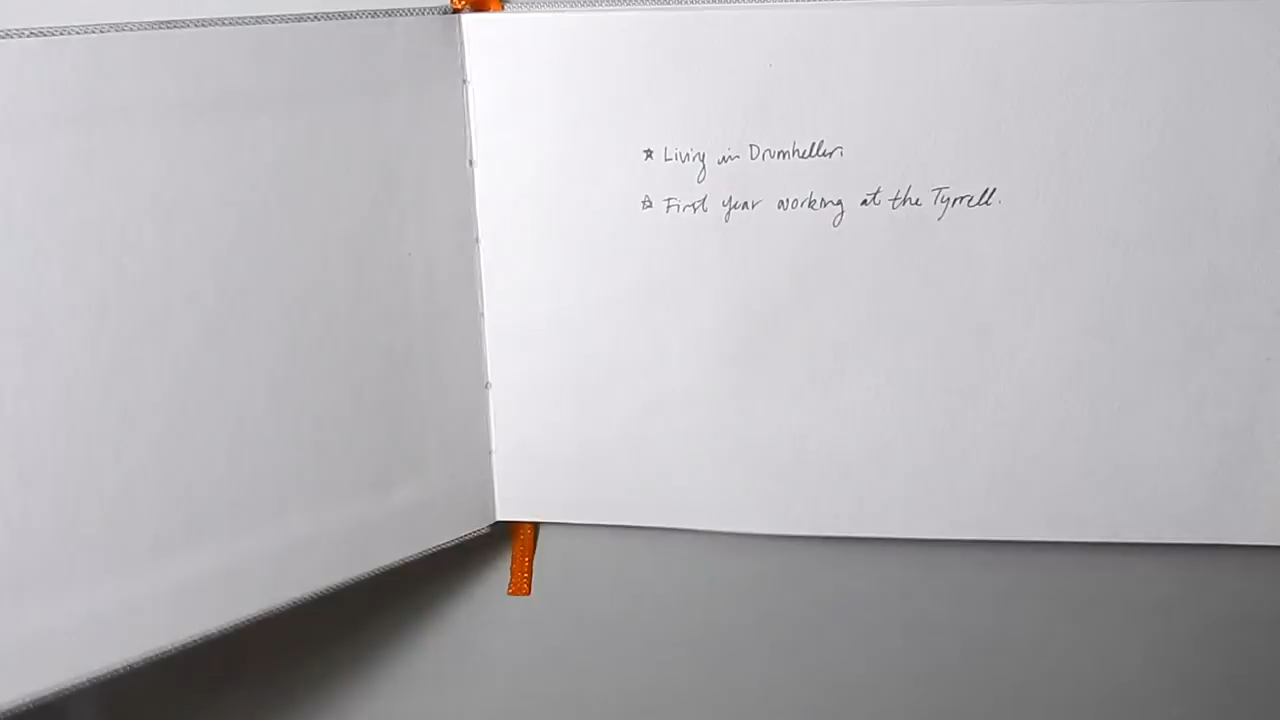 ☆ Living in Drumheller.
☆ First year working at the Tyrrell.